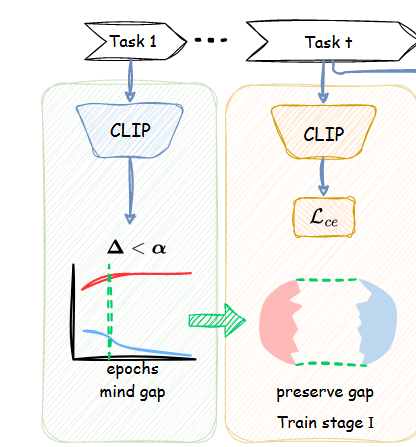 Task 1
Task t
CLIP
CLIP
ℒce
Δ < α
epochs
mind gap
preserve gap
Train stage I